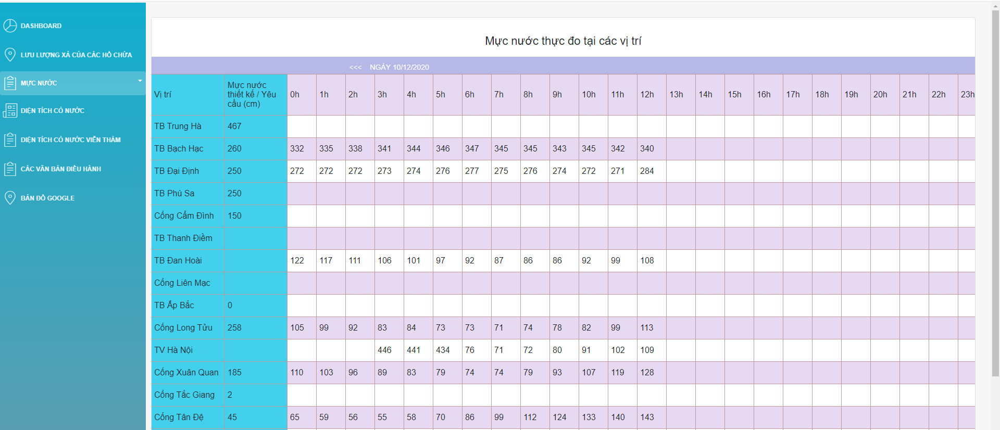 DASHBOARD
LƯU LƯỢNG XẢ CỦA CÁC HỒ CHỨA
MỰC NƯỚC
DIỆN TÍCH CÓ NƯỚC
DIỆN TÍCH CÓ NƯỚC VIỄN THÁM
CÁC VĂN BẢN ĐIỀU HÀNH
BẢN ĐỒ GOOGLE
Mực nước thực đo tại các vị trí
<<< NGÀY 10/12/2020
Vị trí
Mực nước
thiết kế / Yêu
cầu (cm)
0h 1h 2h 3h 4h 5h 6h 7h 8h 9h 10h 11h 12h 13h 14h 15h 16h 17h 18h 19h 20h 21h 22h 23h
TB Trung Hà 467
TB Bạch Hạc 260 332 335 338 341 344 346 347 345 345 343 345 342 340
TB Đại Định 250 272 272 272 273 274 276 277 275 276 274 272 271 284
TB Phù Sa 250
Cống Cẩm Đình 150
TB Thanh Điềm
TB Đan Hoài 122 117 111 106 101 97 92 87 86 86 92 99 108
Cống Liên Mạc
TB Ấp Bắc 0
Cống Long Tửu 258 105 99 92 83 84 73 73 71 74 78 82 99 113
TV Hà Nội 446 441 434 76 71 72 80 91 102 109
Cống Xuân Quan 185 110 103 96 89 83 79 74 74 79 93 107 119 128
Cống Tắc Giang 2
Cống Tân Đệ 45 65 59 56 55 58 70 86 99 112 124 133 140 143